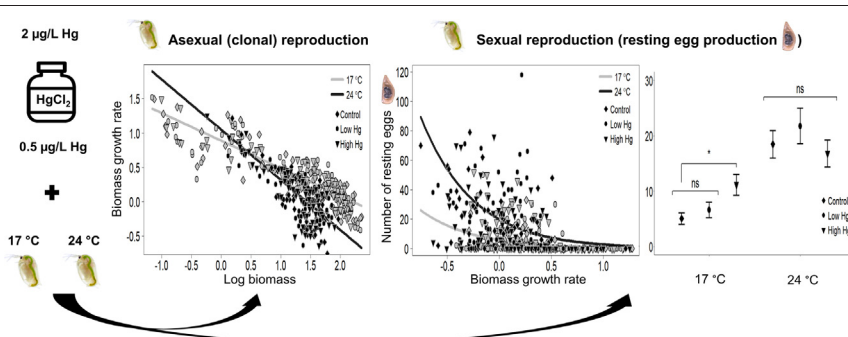 2 µg/L Hg
HgCl₂
0.5 µg/L Hg
+
17 °C 24 °C
Asexual (clonal) reproduction
Biomass growth rate
1.5
1.0
0.5
0.0
-0.5
17 °C
24 °C
Control
Low Hg
High Hg
-1.0 -0.5 0.0 0.5 1.0 1.5 2.0
Log biomass
Sexual reproduction (resting egg production )
Number of resting eggs
120
100
80
60
40
20
0
17 °C
24 °C
Control
Low Hg
High Hg
-0.5 0.0 0.5 1.0
Biomass growth rate
30
20
10
0
ns
*
ns
Control
Low Hg
High Hg
17 °C 24 °C